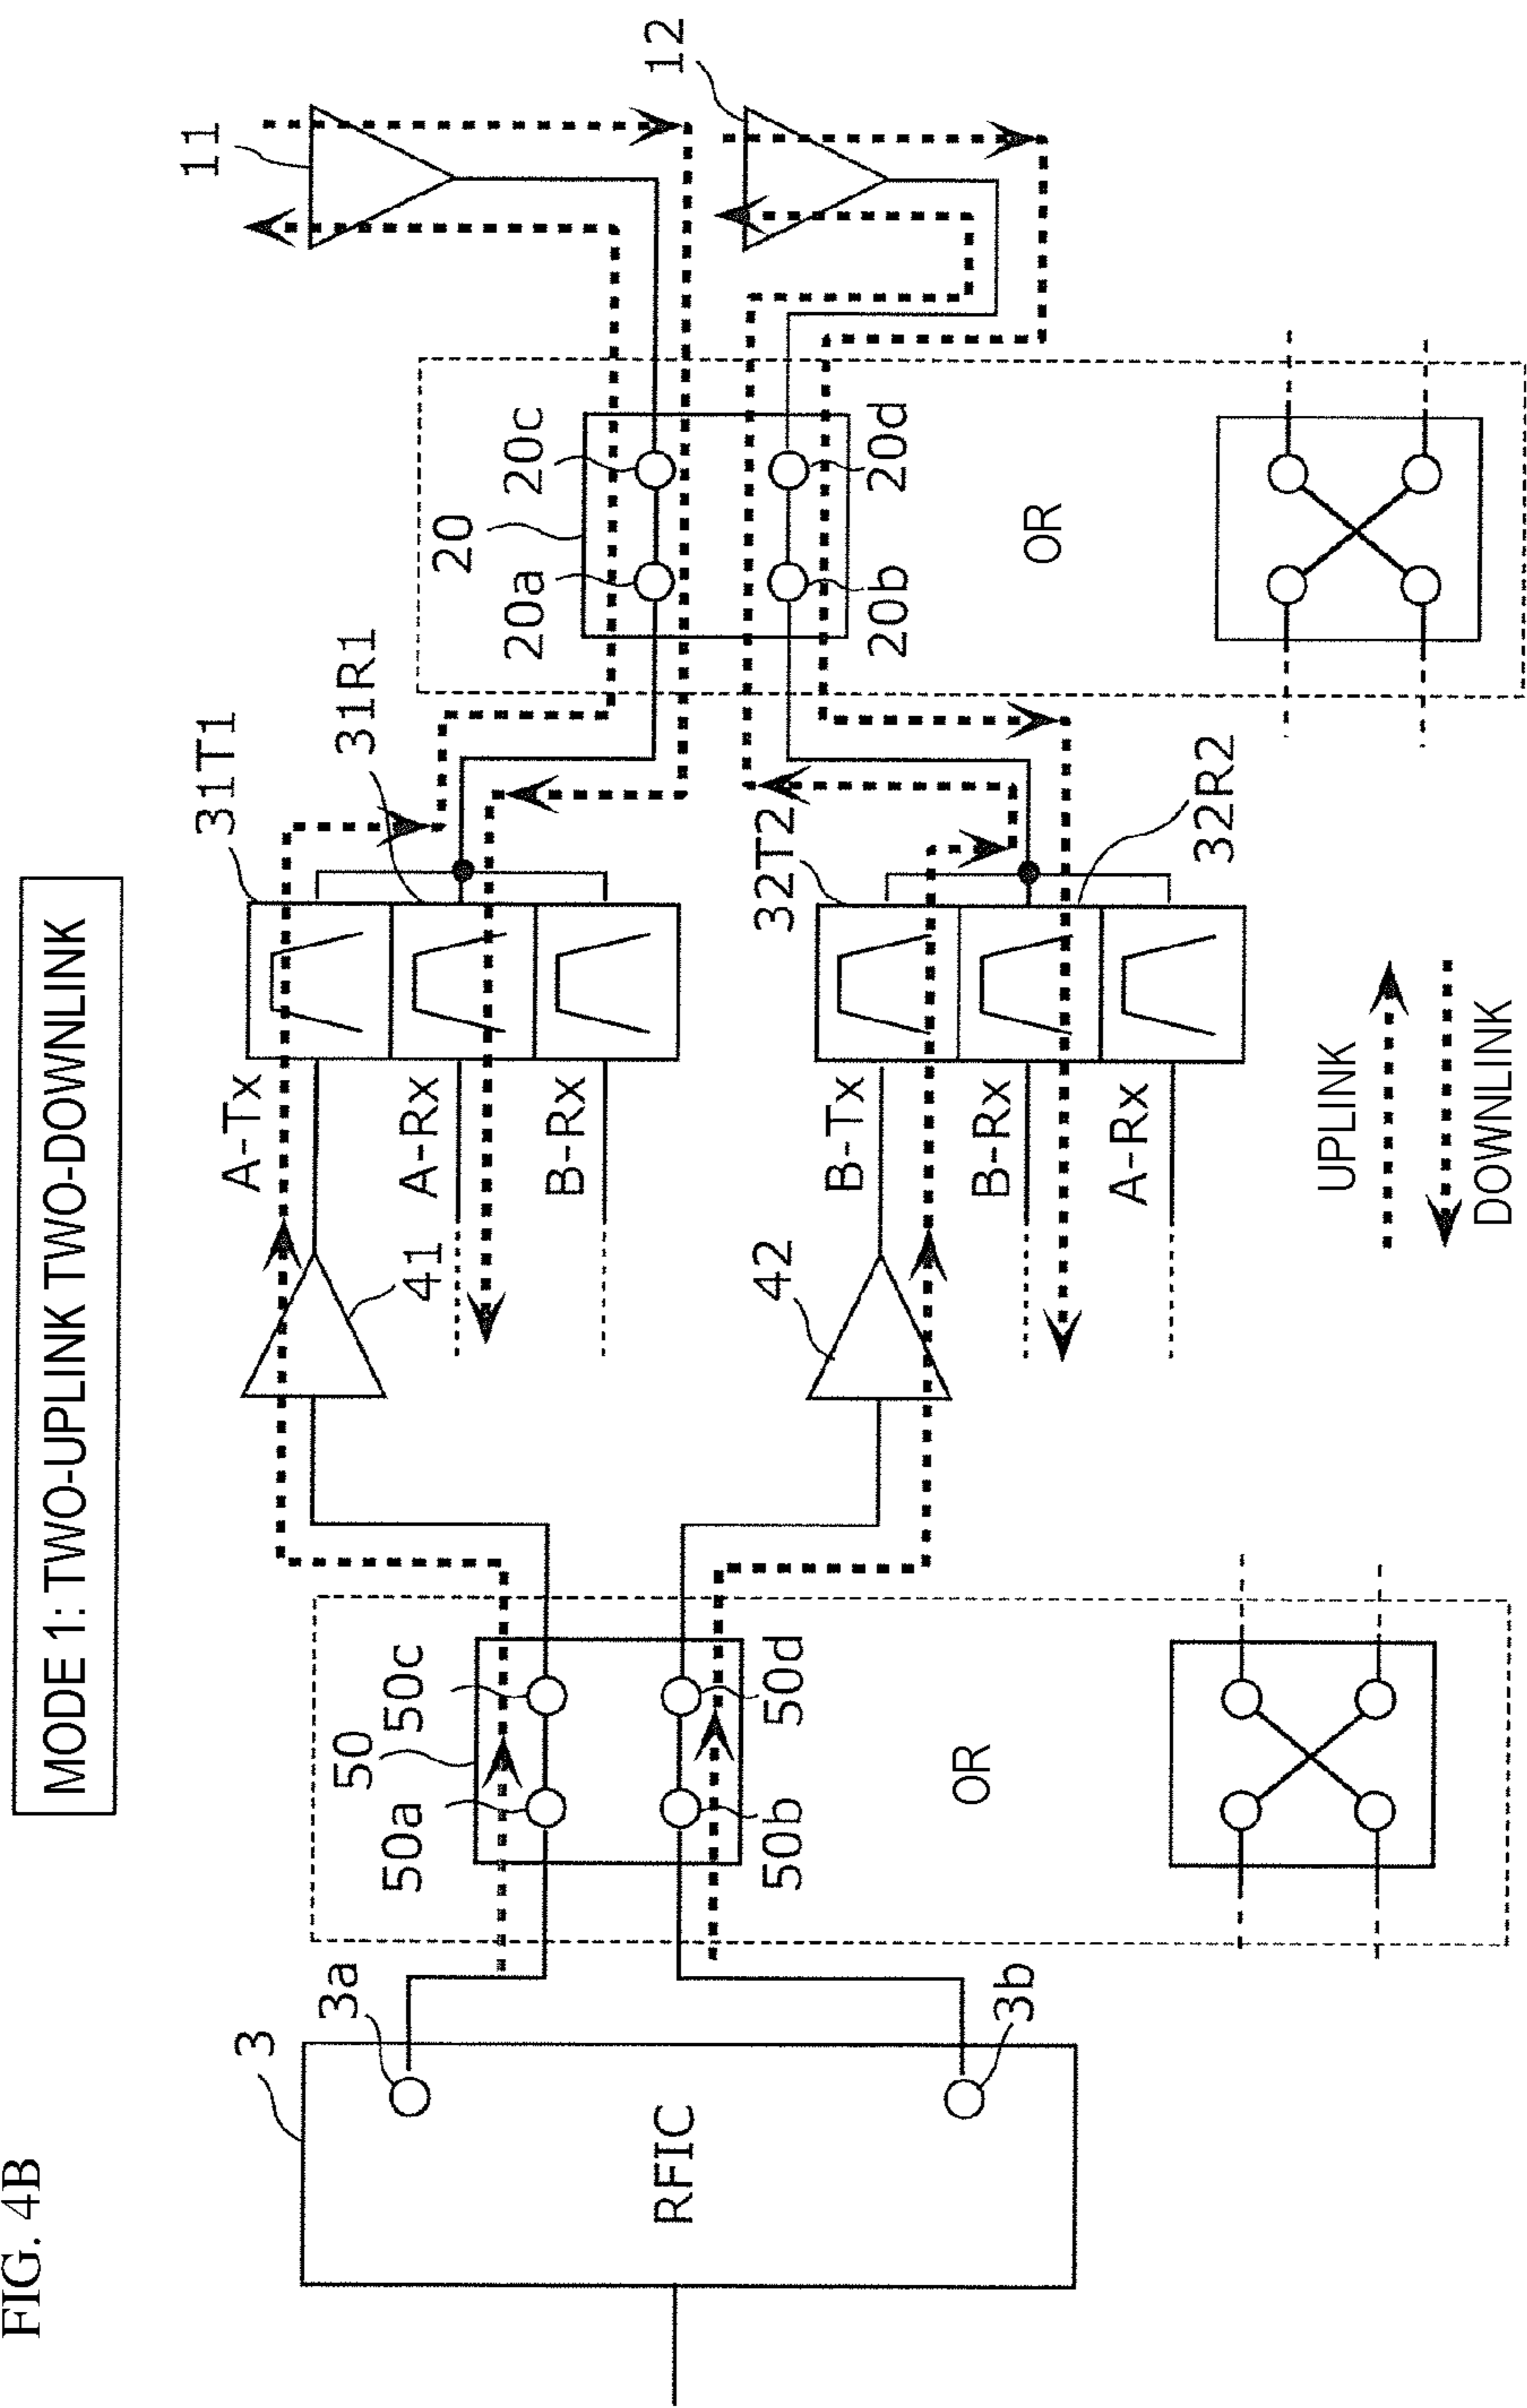 FIG. 4B
MODE 1: TWO-UPLINK TWO-DOWNLINK
3
3a
RFIC
3b
50
50a
50c
50b
50d
OR
41
42
A-Tx
A-Rx
B-Rx
B-Tx
B-Rx
A-Rx
31T1
31R1
32T2
32R2
20
20a
20c
20b
20d
OR
11
12
UPLINK
DOWNLINK